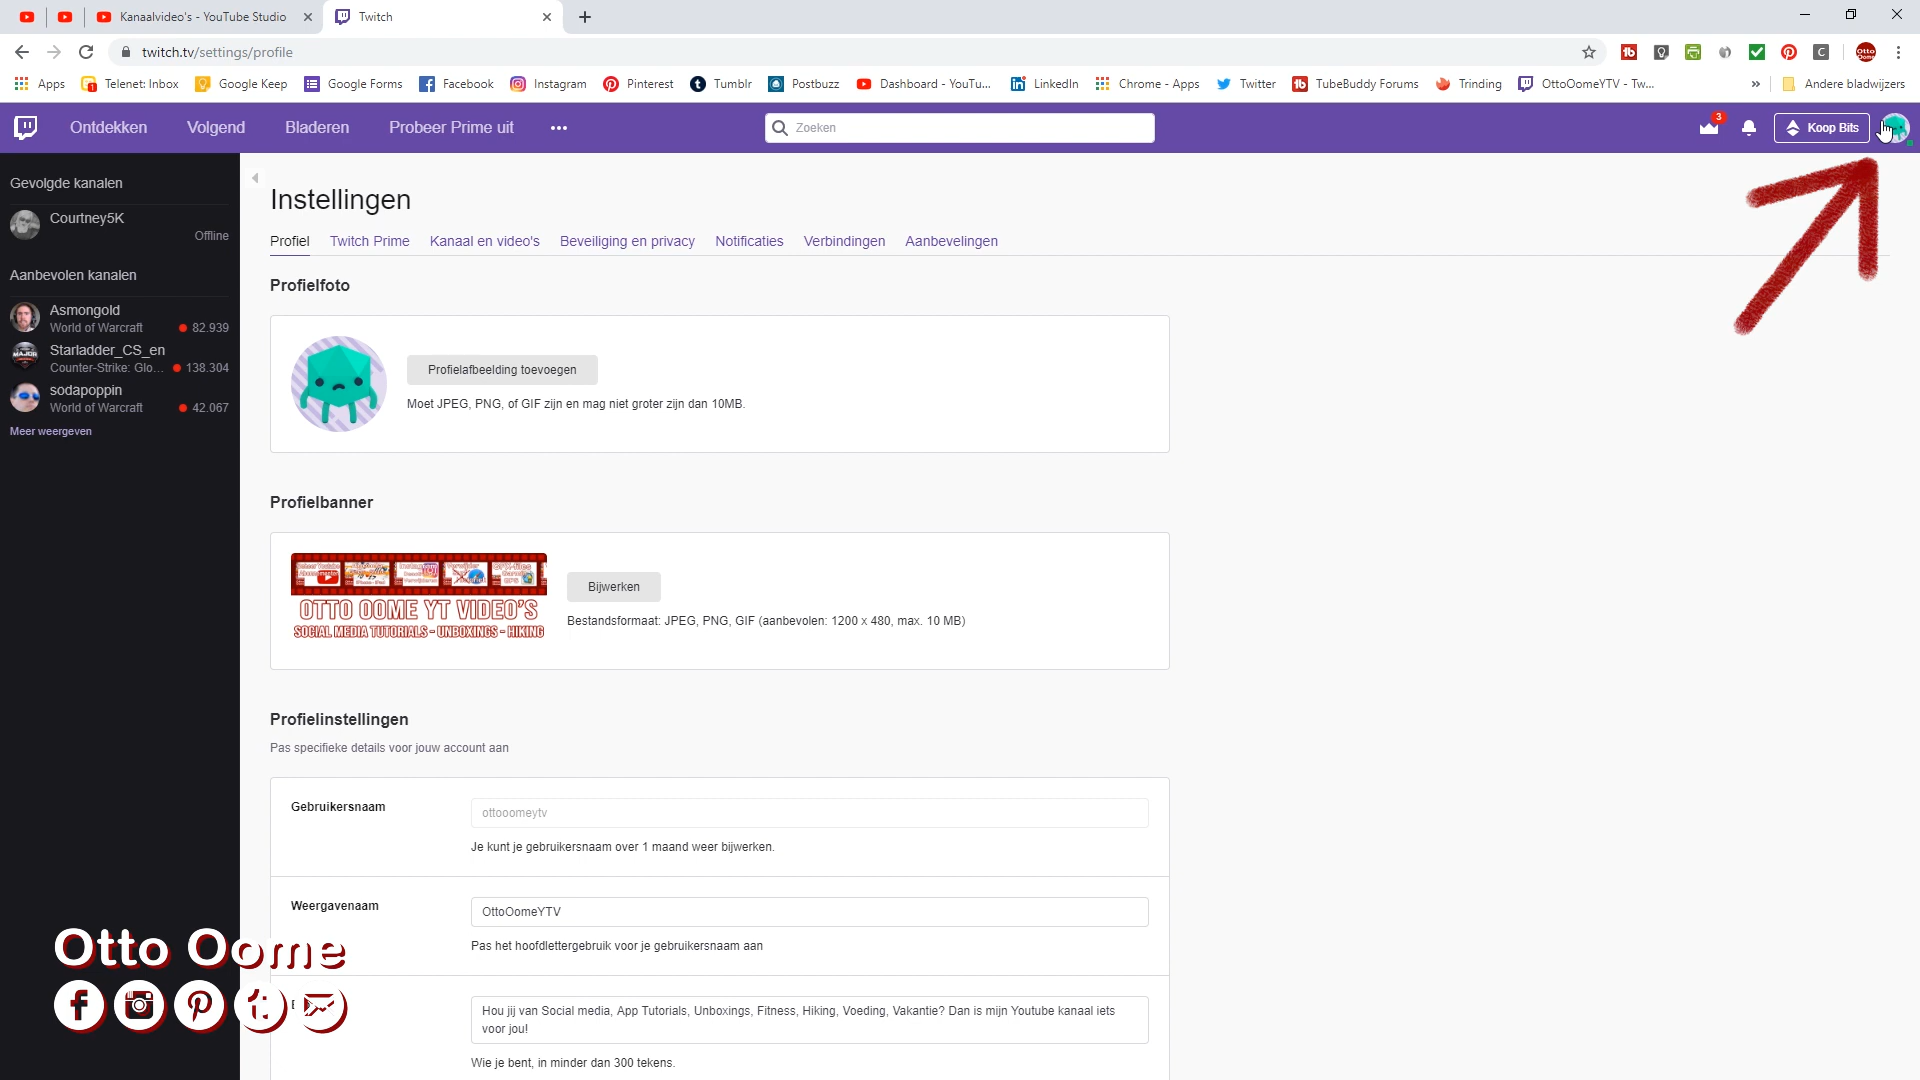 Kanaalvideo's - YouTube Studio
Twitch
twitch.tv/settings/profile
Apps
Telenet: Inbox
Google Keep
Google Forms
Facebook
Instagram
Pinterest
Tumblr
Postbuzz
Dashboard - YouTu...
LinkedIn
Chrome - Apps
Twitter
TubeBuddy Forums
Trinding
OttoOomeYTV - Tw...
»
Andere bladwijzers
Ontdekken
Volgend
Bladeren
Probeer Prime uit
Zoeken
3
Koop Bits
Gevolgde kanalen
Courtney5K
Offline
Aanbevolen kanalen
Asmongold
World of Warcraft
82.939
Starladder_CS_en
Counter-Strike: Glo...
138.304
sodapoppin
World of Warcraft
42.067
Meer weergeven
Instellingen
Profiel
Twitch Prime
Kanaal en video's
Beveiliging en privacy
Notificaties
Verbindingen
Aanbevelingen
Profielfoto
Profielafbeelding toevoegen
Moet JPEG, PNG, of GIF zijn en mag niet groter zijn dan 10MB.
Profielbanner
OTTO OOME YT VIDEO'S
SOCIAL MEDIA TUTORIALS - UNBOXINGS - HIKING
Bijwerken
Bestandsformaat: JPEG, PNG, GIF (aanbevolen: 1200 x 480, max. 10 MB)
Profielinstellingen
Pas specifieke details voor jouw account aan
Gebruikersnaam
ottooomeytv
Je kunt je gebruikersnaam over 1 maand weer bijwerken.
Weergavenaam
OttoOomeYTV
Pas het hoofdlettergebruik voor je gebruikersnaam aan
Hou jij van Social media, App Tutorials, Unboxings, Fitness, Hiking, Voeding, Vakantie? Dan is mijn Youtube kanaal iets
voor jou!
Wie je bent, in minder dan 300 tekens.
Otto Oome